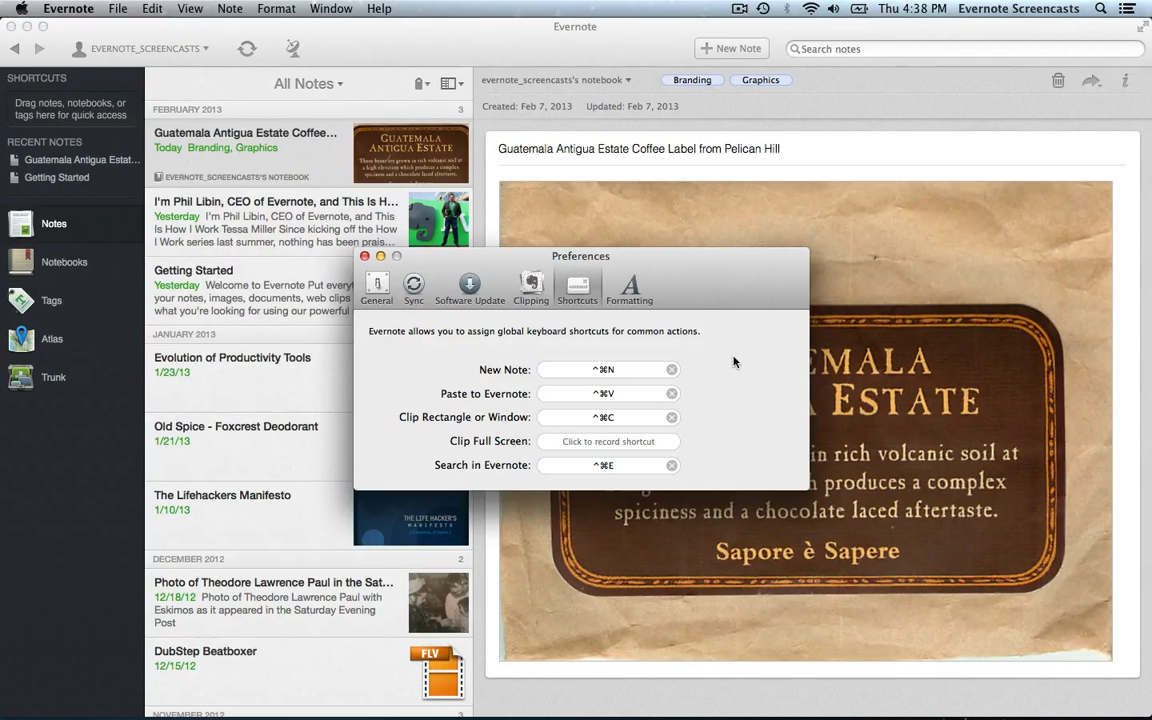 Evernote File Edit View Note Format Window Help Thu 4:38 PM Evernote Screencasts
Evernote
EVERNOTE_SCREENCASTS
+ New Note
Search notes
SHORTCUTS
Drag notes, notebooks, or
tags here for quick access
RECENT NOTES
Guatemala Antigua Estat...
Getting Started
Notes
Notebooks
Tags
Atlas
Trunk
All Notes
FEBRUARY 2013 3
Guatemala Antigua Estate Coffee...
Today Branding, Graphics
EVERNOTE_SCREENCASTS'S NOTEBOOK
GUATEMALA
ANTIGUA ESTATE
I'm Phil Libin, CEO of Evernote, and This Is H...
Yesterday I'm Phil Libin, CEO of Evernote, and This
Is How I Work Tessa Miller Since kicking off the How
I Work series last summer, nothing has been prais...
Getting Started
Yesterday Welcome to Evernote Put every
your notes, images, documents, web clips
what you're looking for using our powerful
JANUARY 2013
Evolution of Productivity Tools
1/23/13
Old Spice - Foxcrest Deodorant
1/21/13
The Lifehackers Manifesto
1/10/13
THE LIFE HACKER'S
MANIFESTO
DECEMBER 2012 2
Photo of Theodore Lawrence Paul in the Sat...
12/18/12 Photo of Theodore Lawrence Paul with
Eskimos as it appeared in the Saturday Evening
Post
DubStep Beatboxer
12/15/12
FLV
NOVEMBER 2012 3
evernote_screencasts's notebook
Branding
Graphics
Created: Feb 7, 2013 Updated: Feb 7, 2013
Guatemala Antigua Estate Coffee Label from Pelican Hill
EMALA
A ESTATE
in rich volcanic soil at
h produces a complex
spiciness and a chocolate laced aftertaste.
Sapore è Sapere
Preferences
General Sync Software Update Clipping Shortcuts Formatting
Evernote allows you to assign global keyboard shortcuts for common actions.
New Note: ^⌘N
Paste to Evernote: ^⌘V
Clip Rectangle or Window: ^⌘C
Clip Full Screen: Click to record shortcut
Search in Evernote: ^⌘E